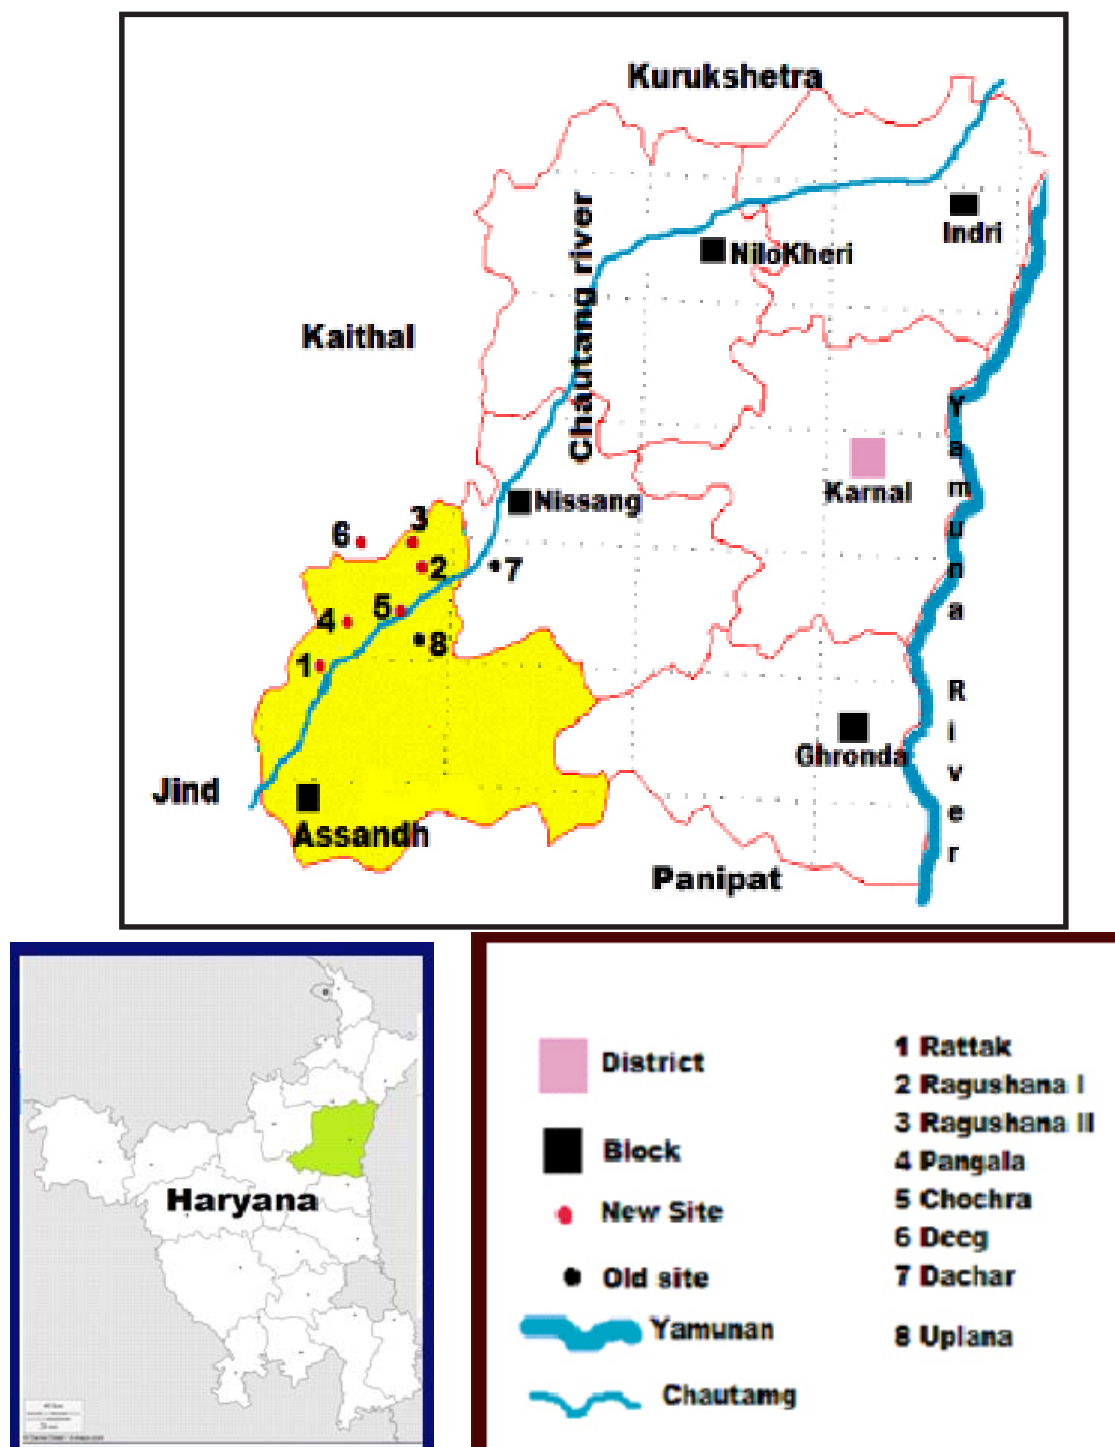 Kurukshetra
Chautang river
Indri
NiloKheri
Kaithal
Yamuna River
Karnal
Nissang
3
6
2
7
5
4
8
1
Ghronda
Jind
Assandh
Panipat
Haryana
District
Block
New Site
Old site
Yamunan
Chautamg
1 Rattak
2 Ragushana I
3 Ragushana II
4 Pangala
5 Chochra
6 Deeg
7 Dachar
8 Uplana